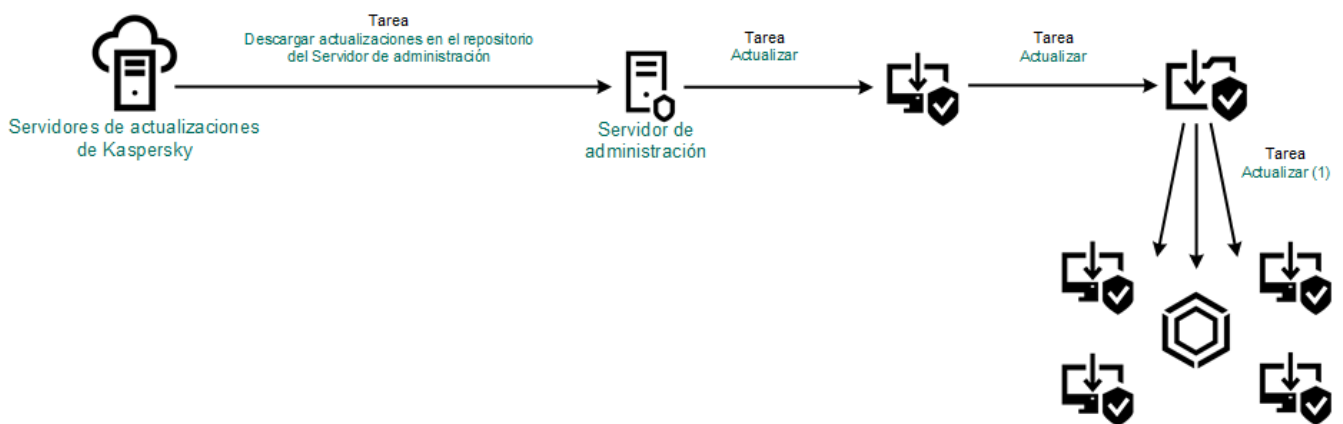 Tarea
Descargar actualizaciones en el repositorio
del Servidor de administración
Tarea
Actualizar
Tarea
Actualizar
Servidores de actualizaciones
de Kaspersky
Servidor de
administración
Tarea
Actualizar (1)